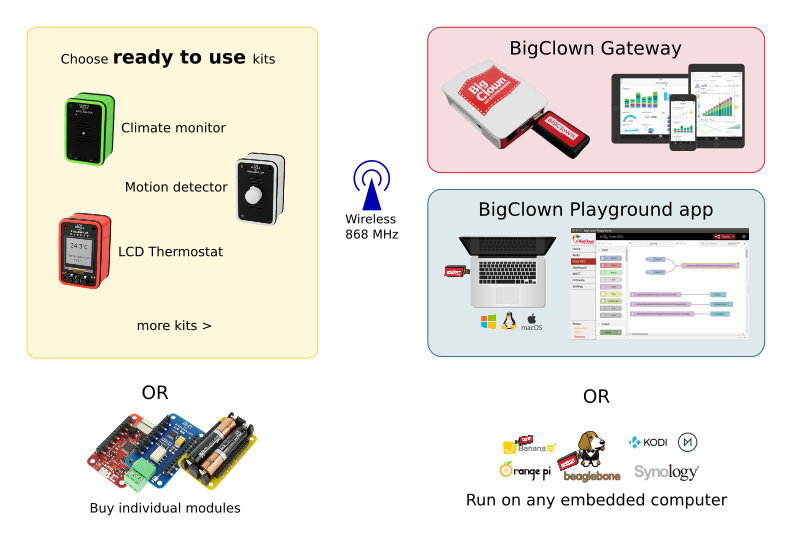 Choose ready to use kits
Climate monitor
Motion detector
LCD Thermostat
24.3°C
more kits >
OR
Buy individual modules
Wireless
868 MHz
BigClown Gateway
Big
Clown
BigClown
BigClown Playground app
macOS
OR
Banana
KODI
Orange pi
beaglebone
Synology
Run on any embedded computer